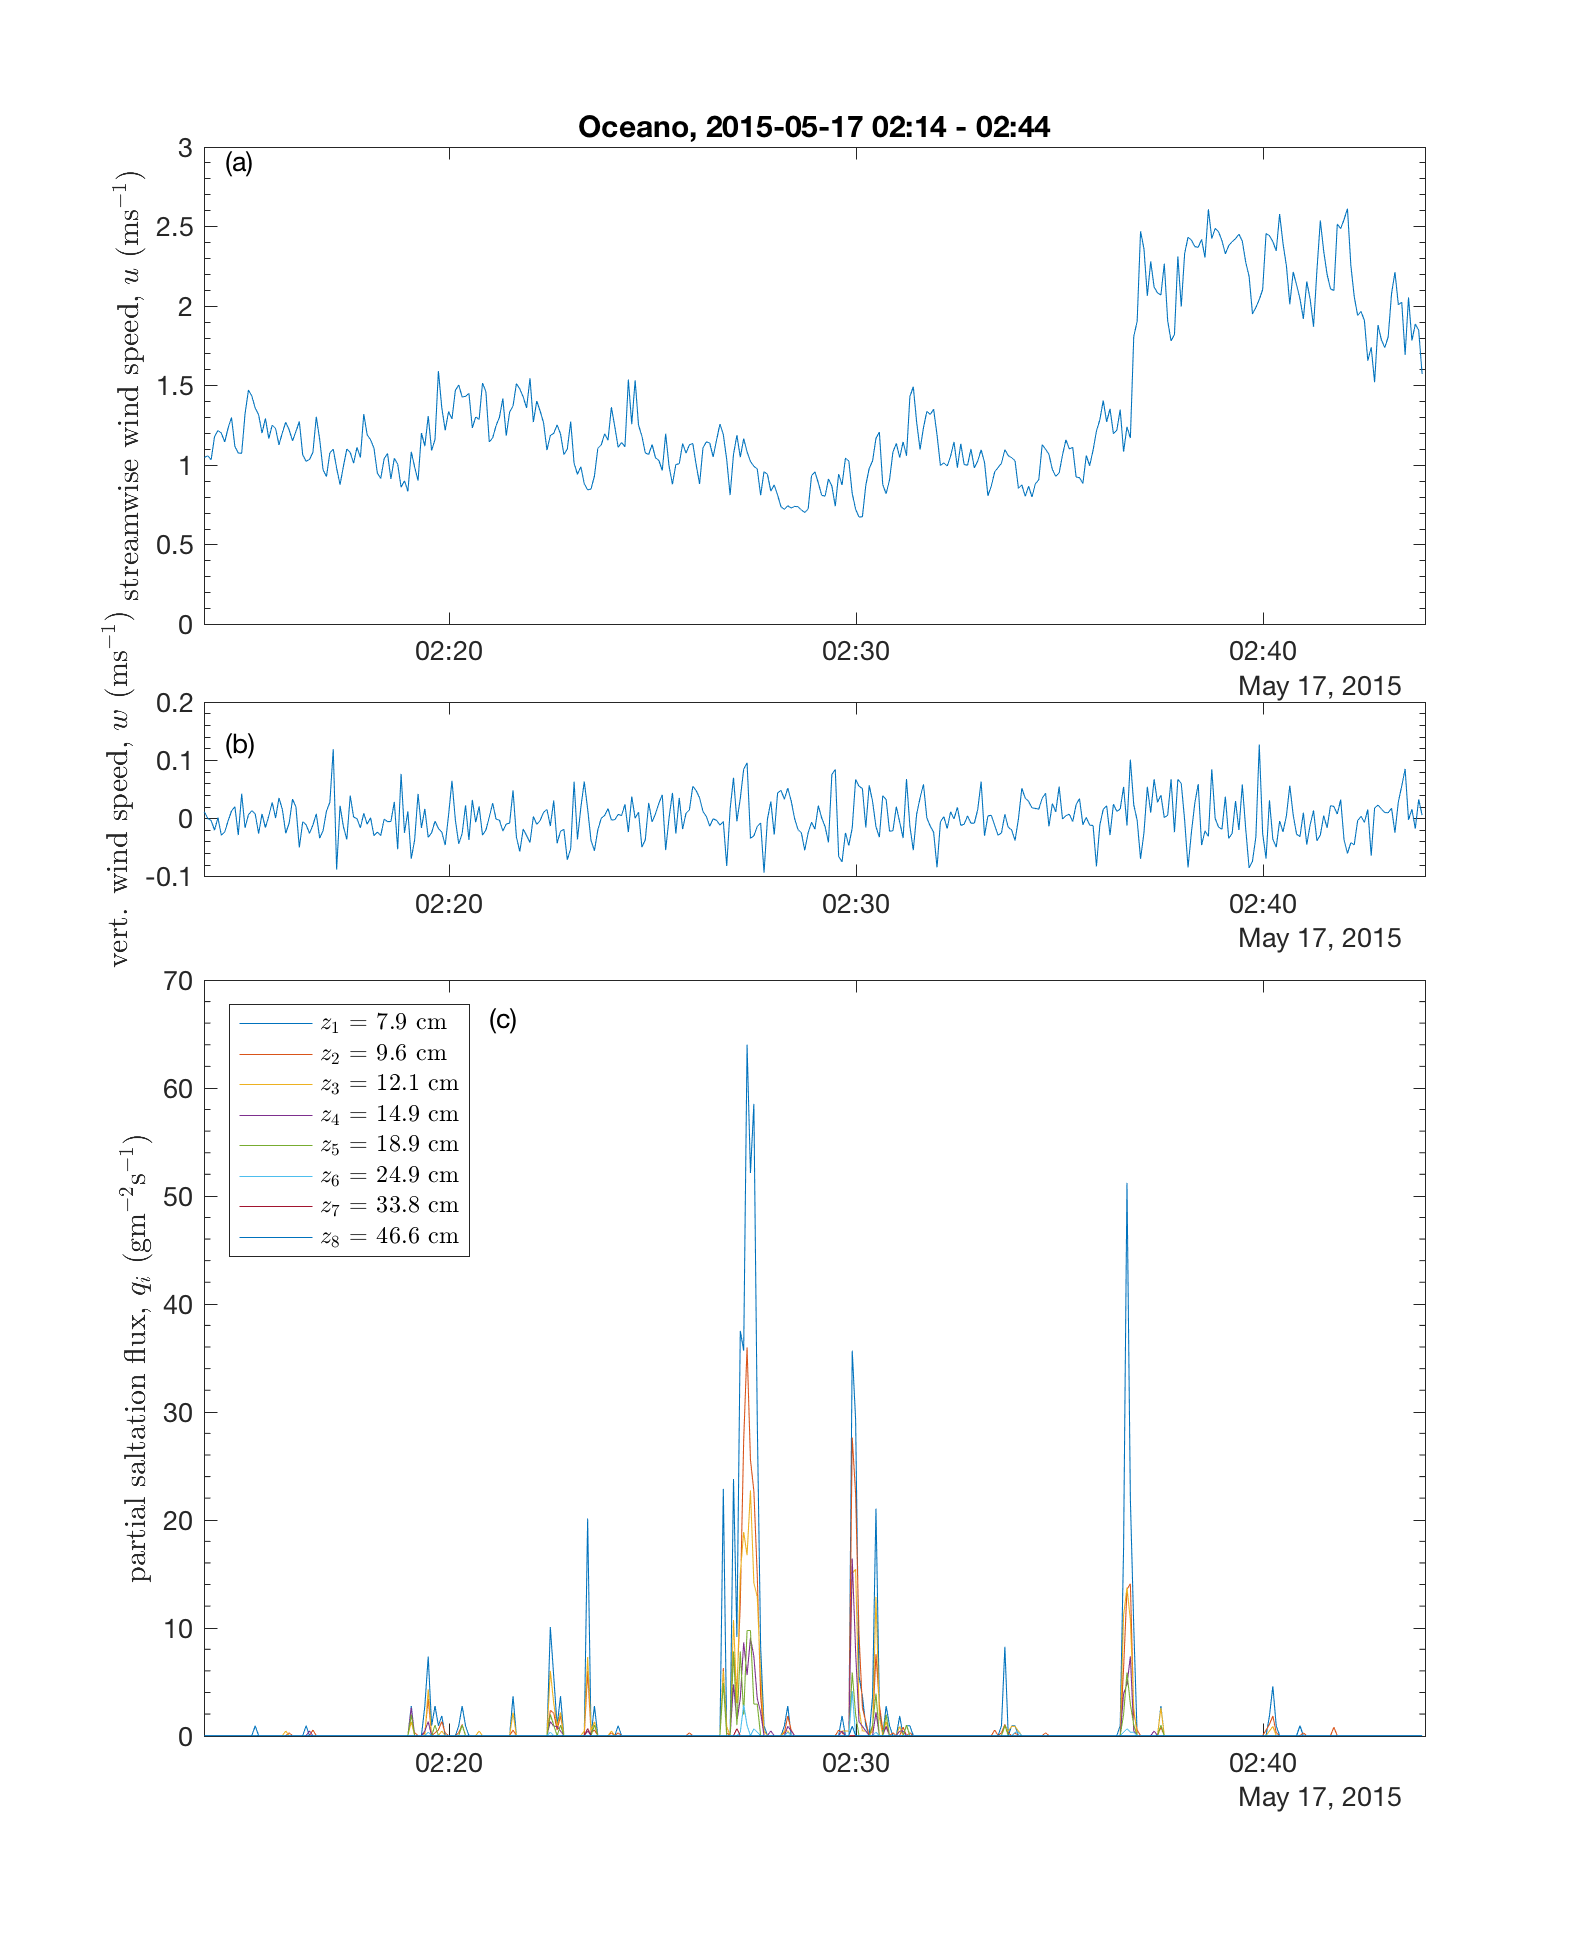 Oceano, 2015-05-17 02:14 - 02:44
(a)
streamwise wind speed, u (ms⁻¹)
3
2.5
2
1.5
1
0.5
0
02:20 02:30 02:40
May 17, 2015
(b)
vert. wind speed, w (ms⁻¹)
0.2
0.1
0
-0.1
02:20 02:30 02:40
May 17, 2015
(c)
partial saltation flux, qᵢ (gm⁻²s⁻¹)
70
60
50
40
30
20
10
0
z₁ = 7.9 cm
z₂ = 9.6 cm
z₃ = 12.1 cm
z₄ = 14.9 cm
z₅ = 18.9 cm
z₆ = 24.9 cm
z₇ = 33.8 cm
z₈ = 46.6 cm
02:20 02:30 02:40
May 17, 2015